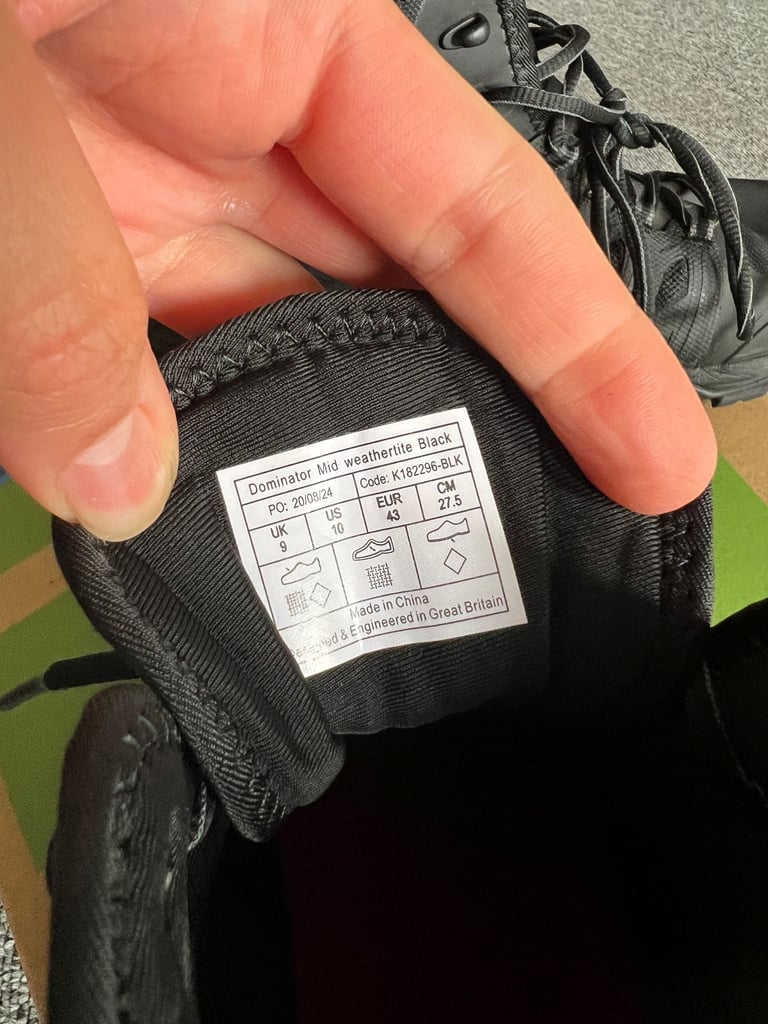 Dominator Mid weathertite Black
PO: 20/08/24 Code: K182296-BLK
UK US EUR CM
9 10 43 27.5
Made in China
& Engineered in Great Britain